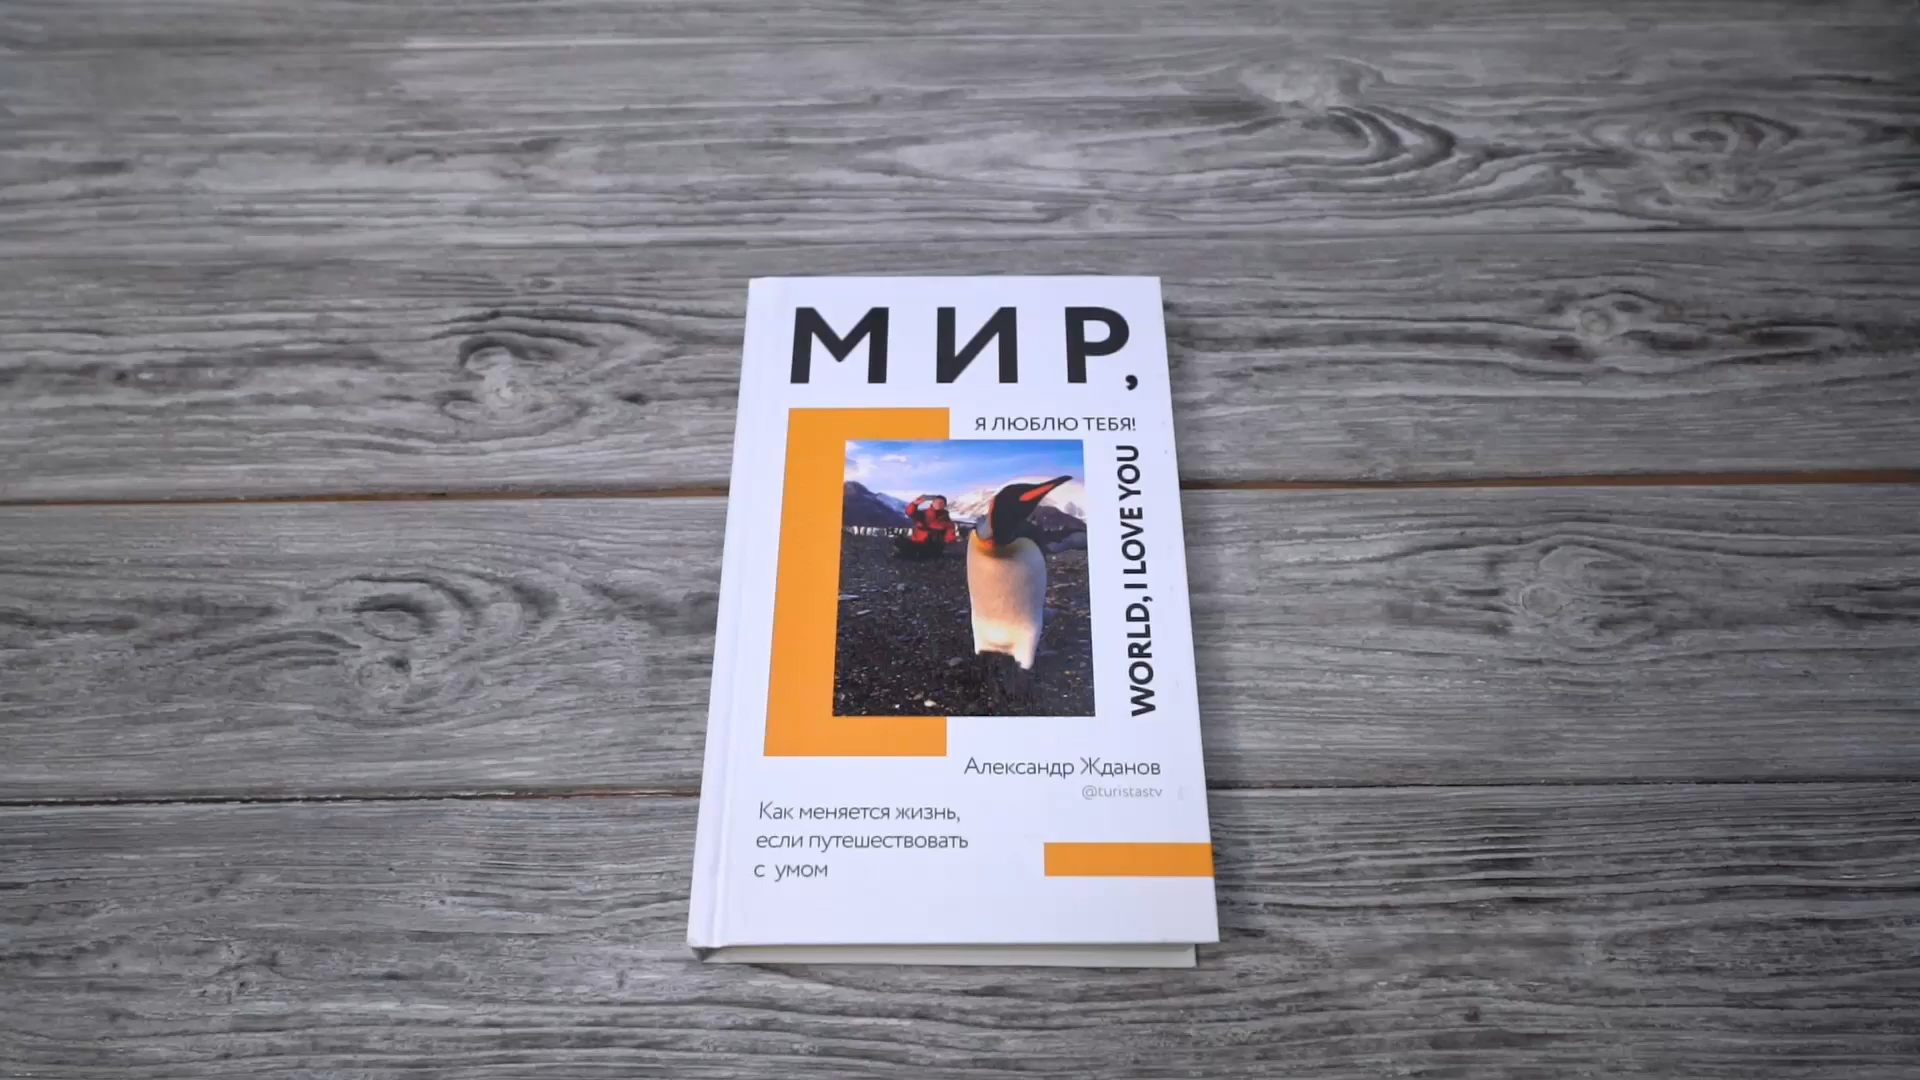 МИР,
Я ЛЮБЛЮ ТЕБЯ!
WORLD, I LOVE YOU
Александр Жданов
@turistastv
Как меняется жизнь,
если путешествовать
с умом